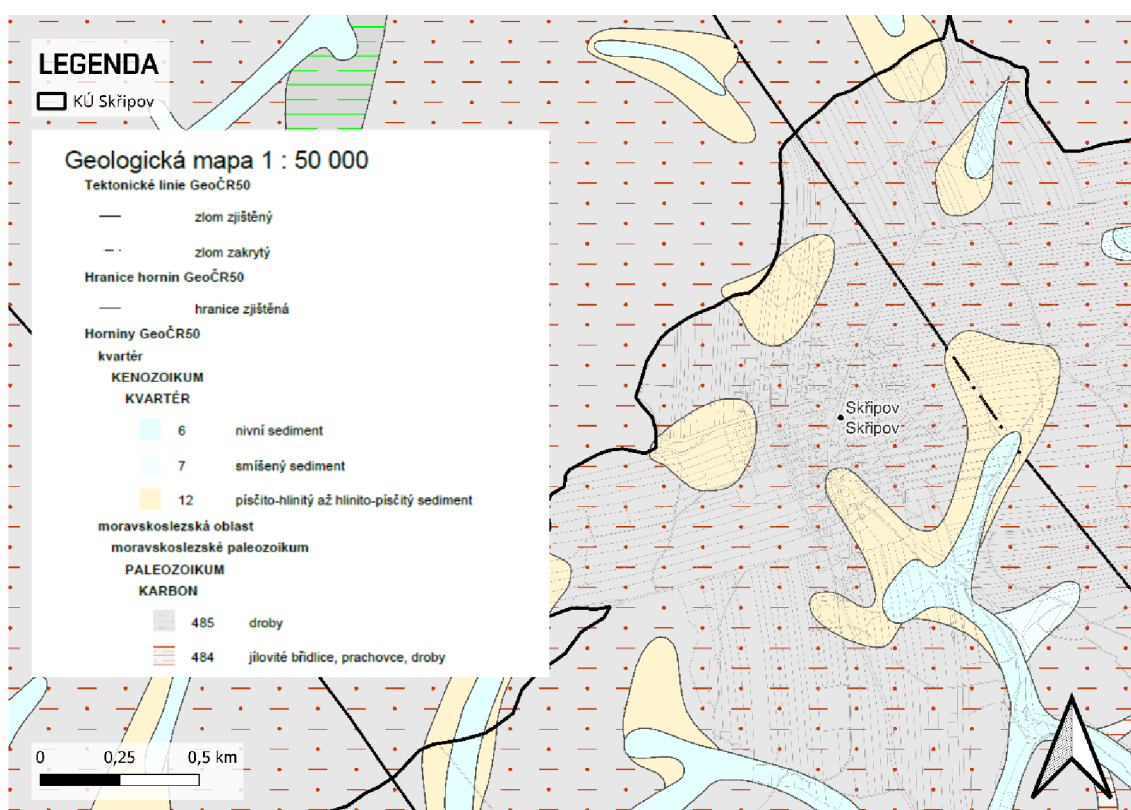 LEGENDA
KÚ Skřipov
Geologická mapa 1 : 50 000
Tektonické linie GeoČR50
zlom zjištěný
zlom zakrytý
Hranice hornin GeoČR50
hranice zjištěná
Horniny GeoČR50
kvartér
KENOZOIKUM
KVARTÉR
6 nivní sediment
7 smíšený sediment
12 písčito-hlinitý až hlinito-písčitý sediment
moravskoslezská oblast
moravskoslezské paleozoikum
PALEOZOIKUM
KARBON
485 droby
484 jílovité břidlice, prachovce, droby
Skřipov
Skřipov
0 0,25 0,5 km